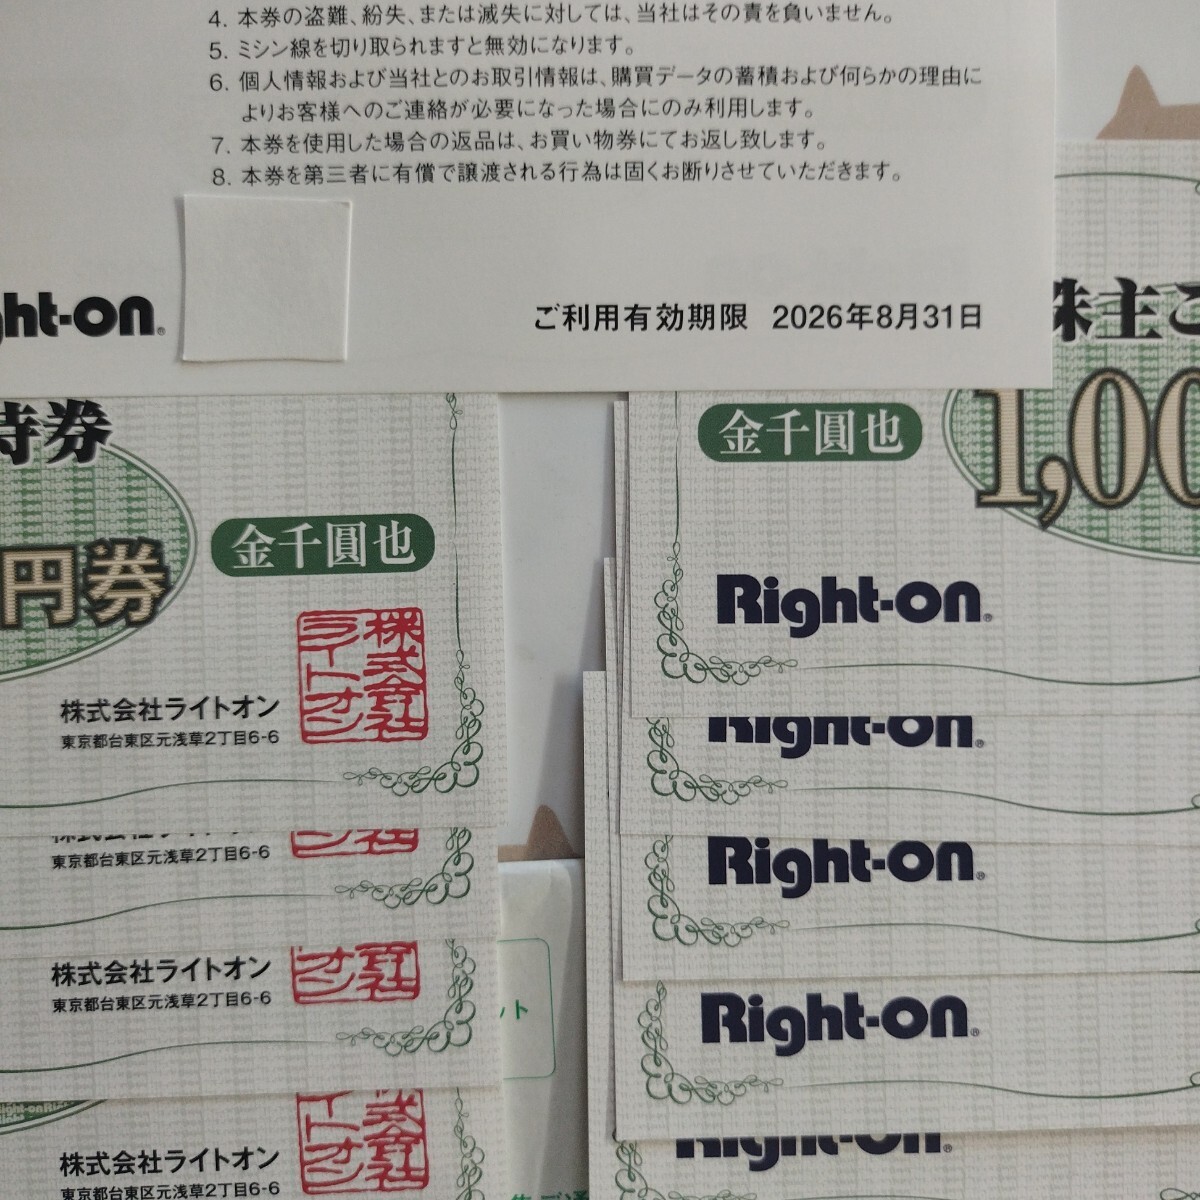 4. 本券の盗難、紛失、または滅失に対しては、当社はその責を負いません。
5. ミシン線を切り取られますと無効になります。
6. 個人情報および当社とのお取引情報は、購買データの蓄積および何らかの理由に
よりお客様へのご連絡が必要になった場合にのみ利用します。
7. 本券を使用した場合の返品は、お買い物券にてお返し致します。
8. 本券を第三者に有償で譲渡される行為は固くお断りさせていただきます。
ght-on®
ご利用有効期限 2026年8月31日
待券
円券
金千圓也
株式会社ライトオン
株式会社ライトオン
東京都台東区元浅草2丁目6-6
東京都台東区元浅草2丁目6-6
株式会社ライトオン
東京都台東区元浅草2丁目6-6
株式会社ライトオン
東京都台東区元浅草2丁目6-6
株主ご
1,00
金千圓也
Right-on®
Right-on®
Right-on®
Right-on®
Right-on®
ット